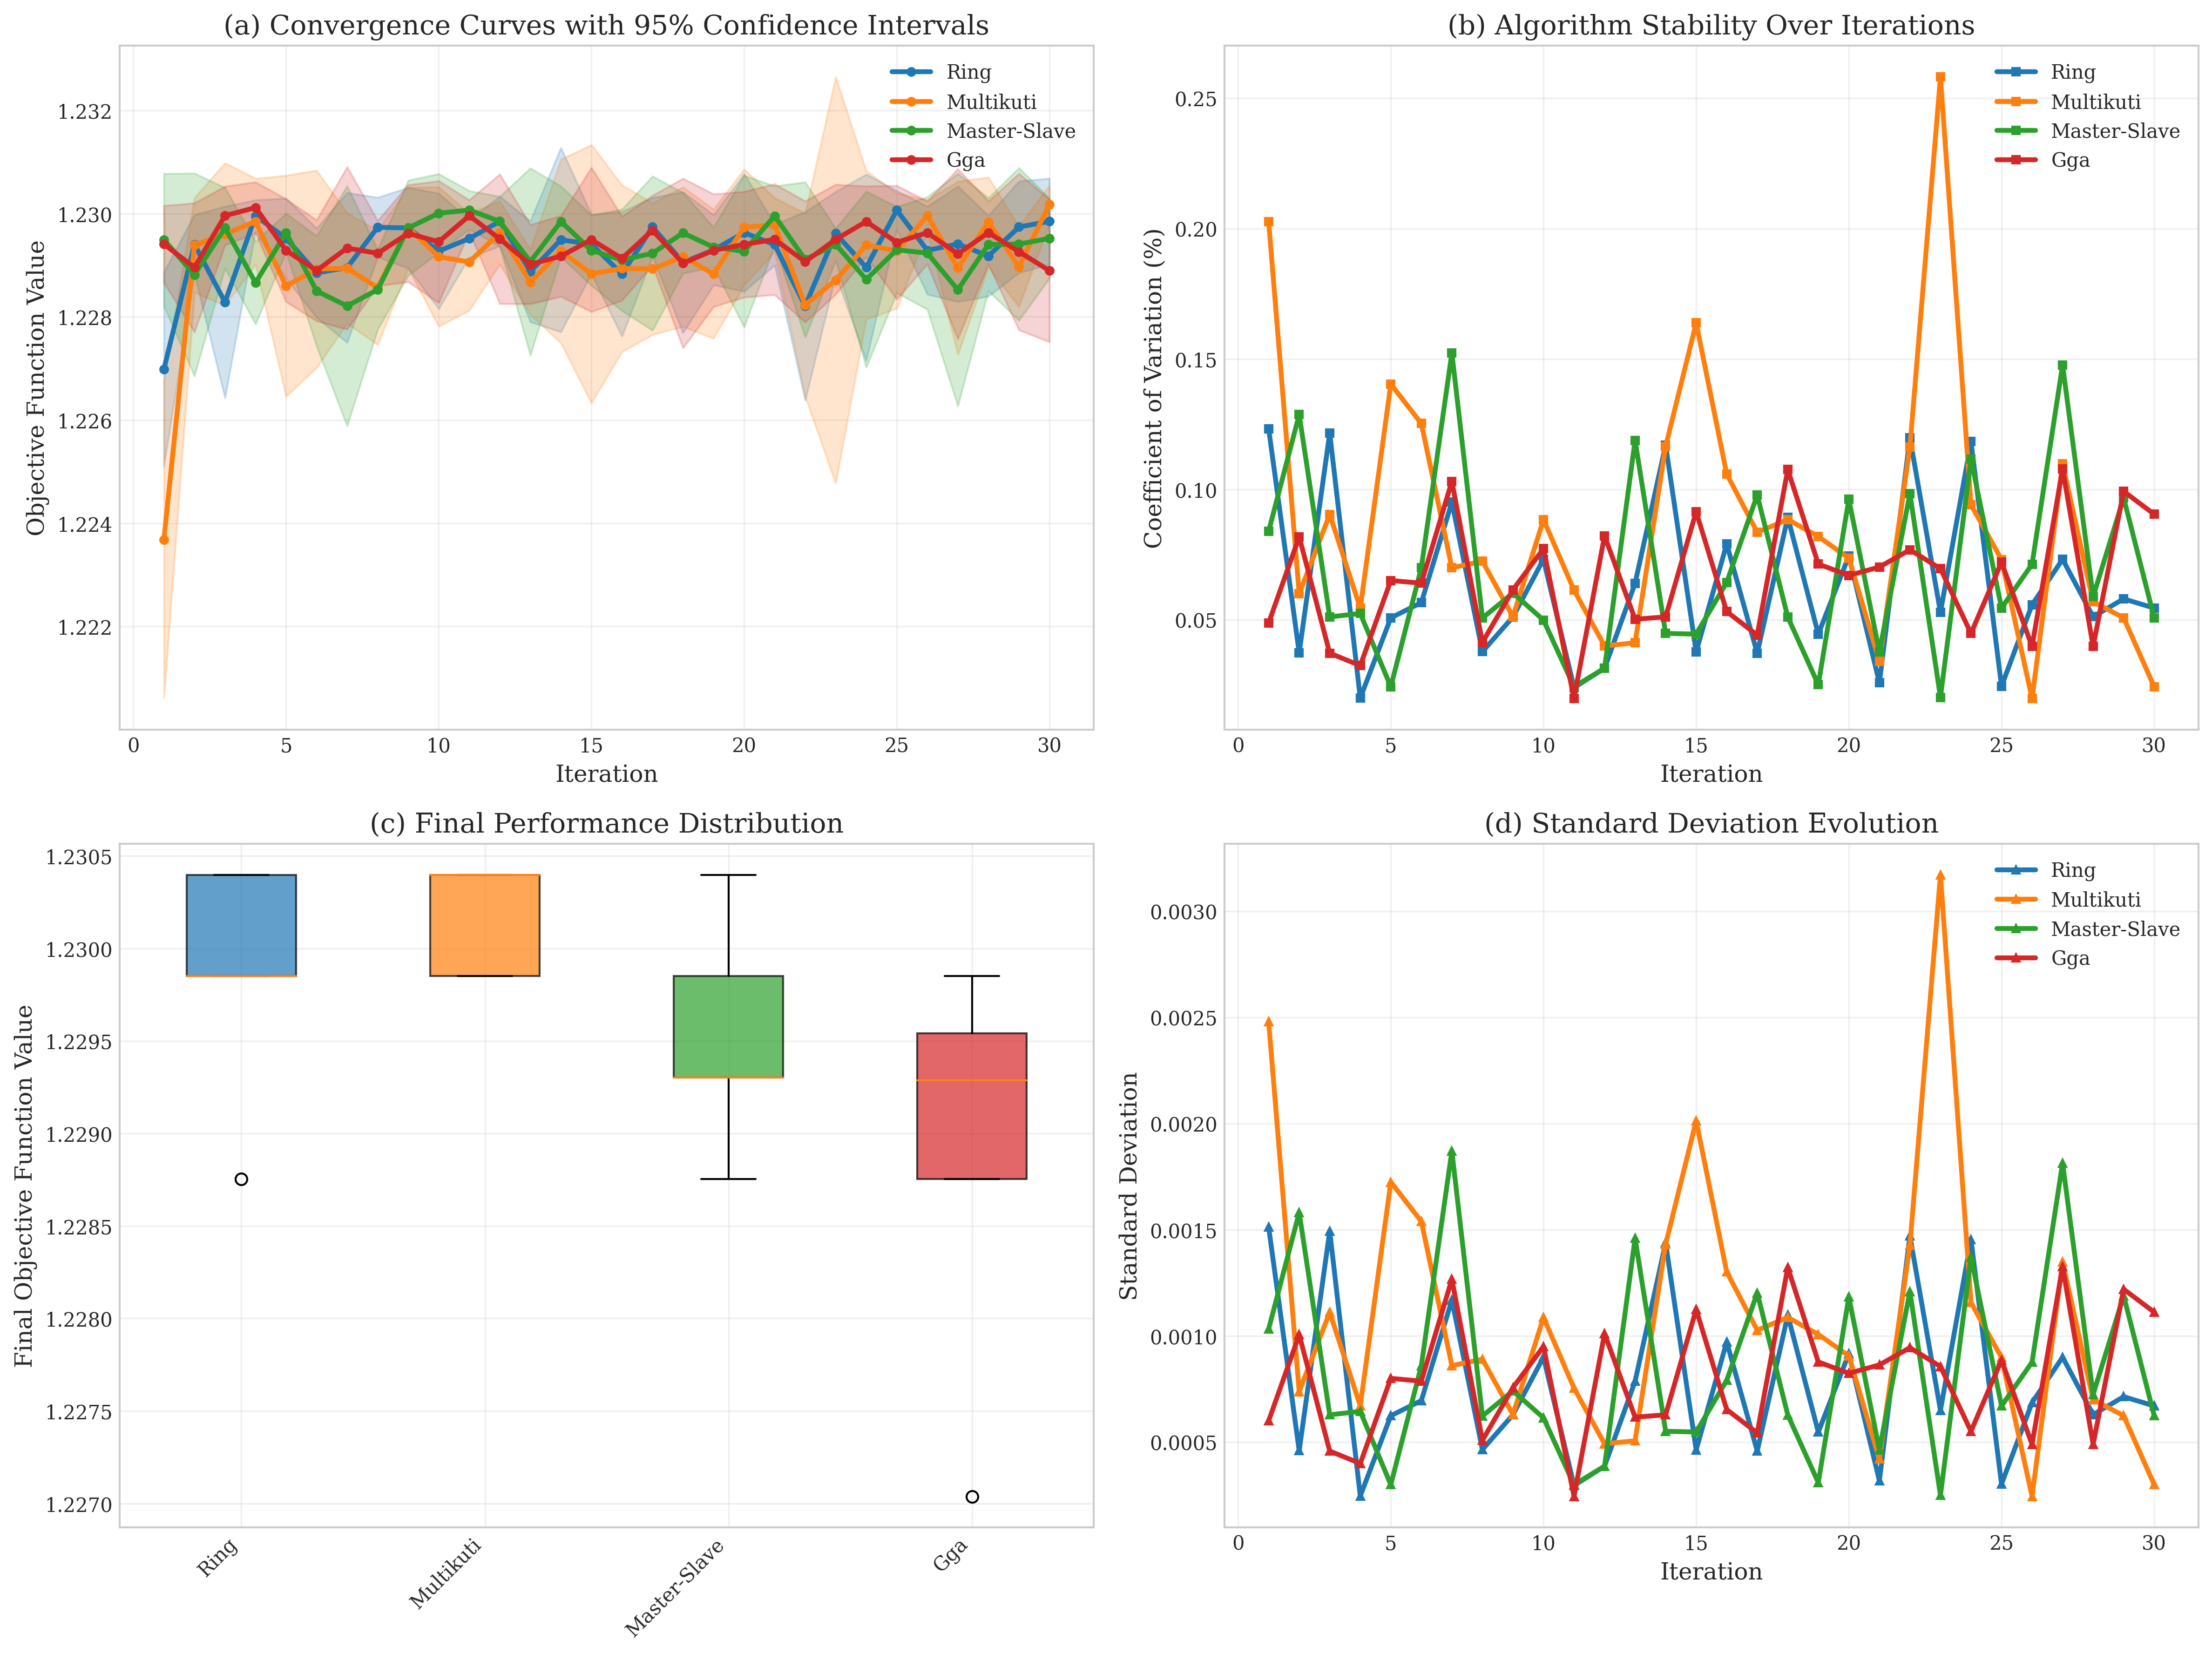 (a) Convergence Curves with 95% Confidence Intervals
Objective Function Value
1.232
1.230
1.228
1.226
1.224
1.222
Ring
Multikuti
Master-Slave
Gga
0 5 10 15 20 25 30
Iteration
(b) Algorithm Stability Over Iterations
Coefficient of Variation (%)
0.25
0.20
0.15
0.10
0.05
Ring
Multikuti
Master-Slave
Gga
0 5 10 15 20 25 30
Iteration
(c) Final Performance Distribution
Final Objective Function Value
1.2305
1.2300
1.2295
1.2290
1.2285
1.2280
1.2275
1.2270
Ring
Multikuti
Master-Slave
Gga
(d) Standard Deviation Evolution
Standard Deviation
0.0030
0.0025
0.0020
0.0015
0.0010
0.0005
Ring
Multikuti
Master-Slave
Gga
0 5 10 15 20 25 30
Iteration